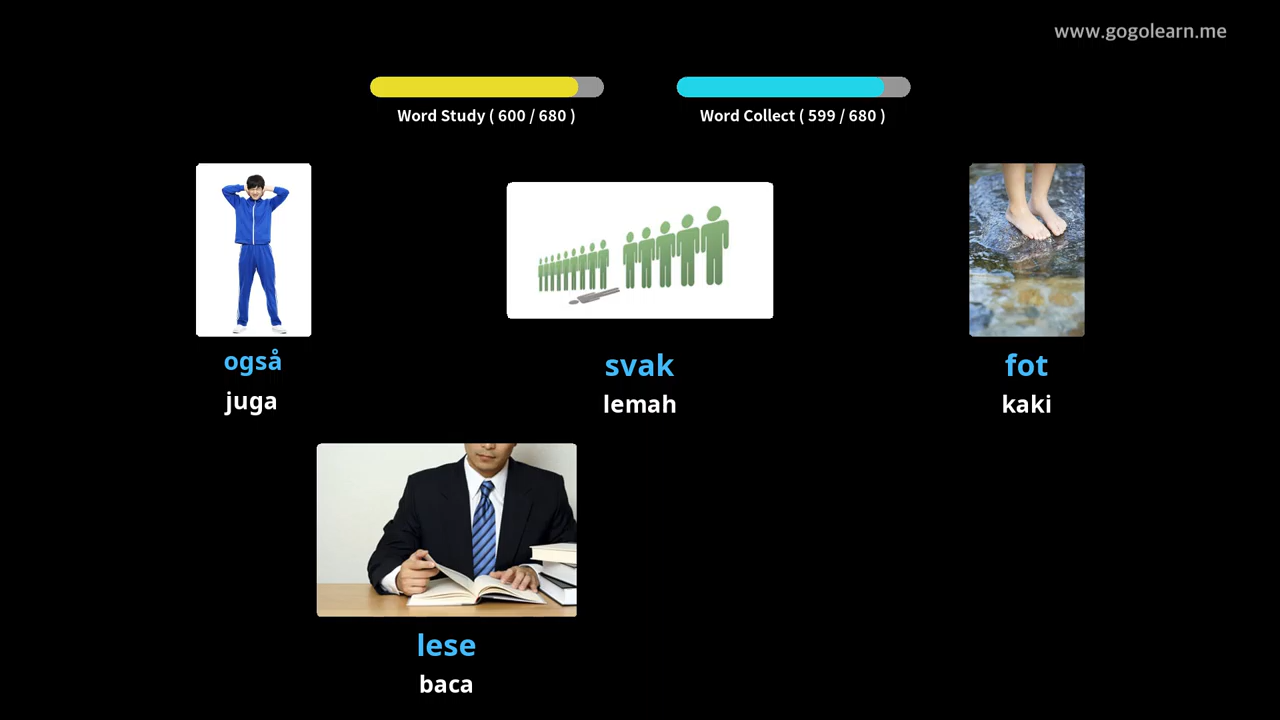 www.gogolearn.me
Word Study ( 600 / 680 )
Word Collect ( 599 / 680 )
også
juga
svak
lemah
fot
kaki
lese
baca